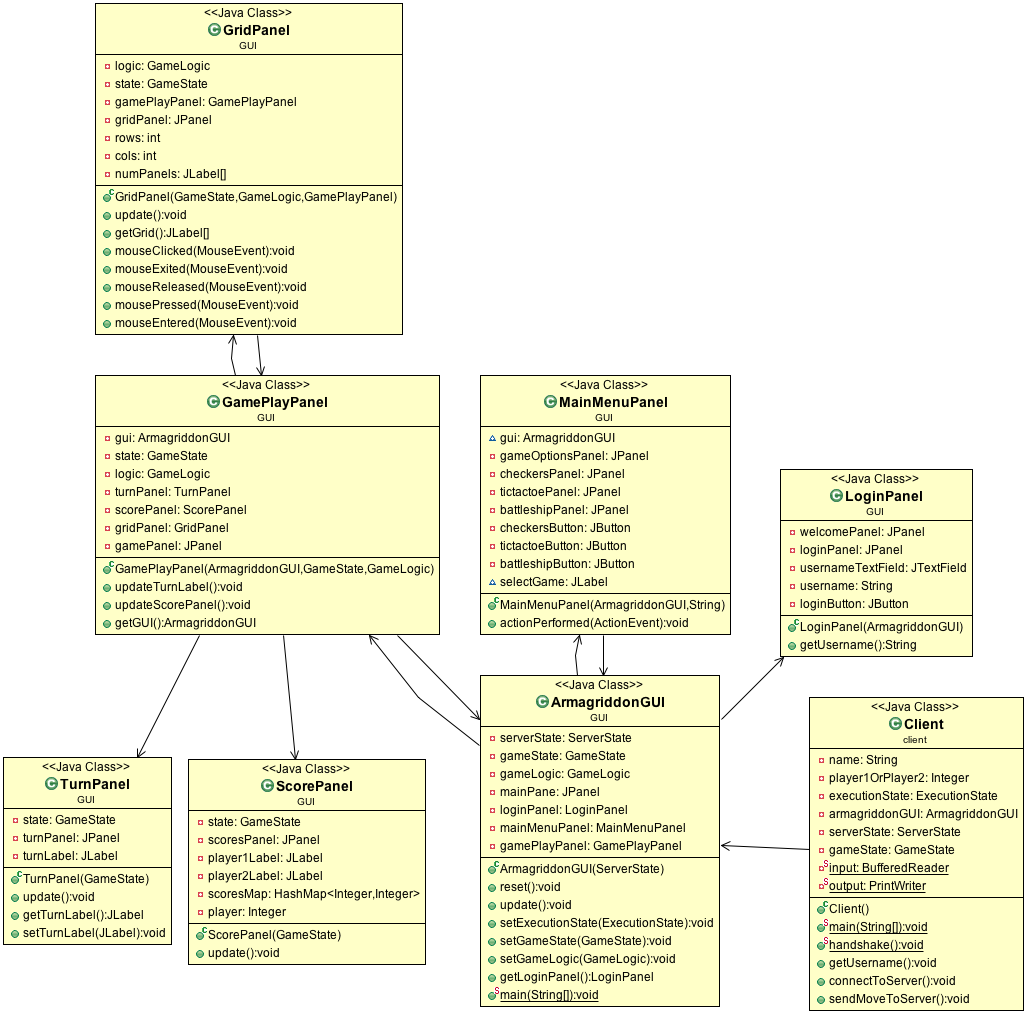 <<Java Class>>
GridPanel
GUI
logic: GameLogic
state: GameState
gamePlayPanel: GamePlayPanel
gridPanel: JPanel
rows: int
cols: int
numPanels: JLabel[]
GridPanel(GameState,GameLogic,GamePlayPanel)
update():void
getGrid():JLabel[]
mouseClicked(MouseEvent):void
mouseExited(MouseEvent):void
mouseReleased(MouseEvent):void
mousePressed(MouseEvent):void
mouseEntered(MouseEvent):void
<<Java Class>>
GamePlayPanel
GUI
gui: ArmagriddonGUI
state: GameState
logic: GameLogic
turnPanel: TurnPanel
scorePanel: ScorePanel
gridPanel: GridPanel
gamePanel: JPanel
GamePlayPanel(ArmagriddonGUI,GameState,GameLogic)
updateTurnLabel():void
updateScorePanel():void
getGUI():ArmagriddonGUI
<<Java Class>>
MainMenuPanel
GUI
gui: ArmagriddonGUI
gameOptionsPanel: JPanel
checkersPanel: JPanel
tictactoePanel: JPanel
battleshipPanel: JPanel
checkersButton: JButton
tictactoeButton: JButton
battleshipButton: JButton
selectGame: JLabel
MainMenuPanel(ArmagriddonGUI,String)
actionPerformed(ActionEvent):void
<<Java Class>>
LoginPanel
GUI
welcomePanel: JPanel
loginPanel: JPanel
usernameTextField: JTextField
username: String
loginButton: JButton
LoginPanel(ArmagriddonGUI)
getUsername():String
<<Java Class>>
TurnPanel
GUI
state: GameState
turnPanel: JPanel
turnLabel: JLabel
TurnPanel(GameState)
update():void
getTurnLabel():JLabel
setTurnLabel(JLabel):void
<<Java Class>>
ScorePanel
GUI
state: GameState
scoresPanel: JPanel
player1Label: JLabel
player2Label: JLabel
scoresMap: HashMap<Integer,Integer>
player: Integer
ScorePanel(GameState)
update():void
<<Java Class>>
ArmagriddonGUI
GUI
serverState: ServerState
gameState: GameState
gameLogic: GameLogic
mainPane: JPanel
loginPanel: LoginPanel
mainMenuPanel: MainMenuPanel
gamePlayPanel: GamePlayPanel
ArmagriddonGUI(ServerState)
reset():void
update():void
setExecutionState(ExecutionState):void
setGameState(GameState):void
setGameLogic(GameLogic):void
getLoginPanel():LoginPanel
main(String[]):void
<<Java Class>>
Client
client
name: String
player1OrPlayer2: Integer
executionState: ExecutionState
armagriddonGUI: ArmagriddonGUI
serverState: ServerState
gameState: GameState
input: BufferedReader
output: PrintWriter
Client()
main(String[]):void
handshake():void
getUsername():void
connectToServer():void
sendMoveToServer():void